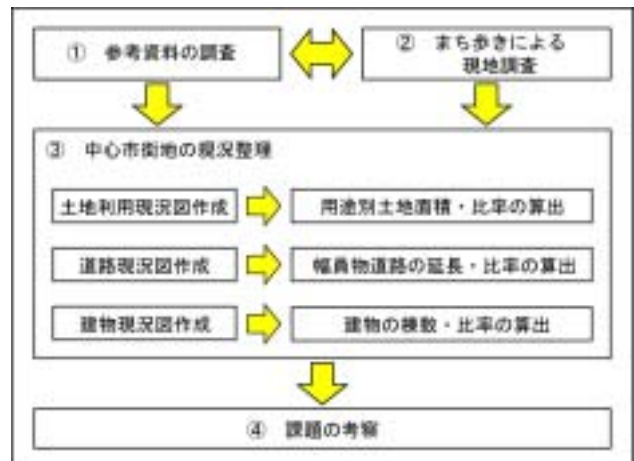 ① 参考資料の調査
② まち歩きによる
現地調査
③ 中心市街地の現況整理
土地利用現況図作成
用途別土地面積・比率の算出
道路現況図作成
幅員物道路の延長・比率の算出
建物現況図作成
建物の棟数・比率の算出
④ 課題の考察